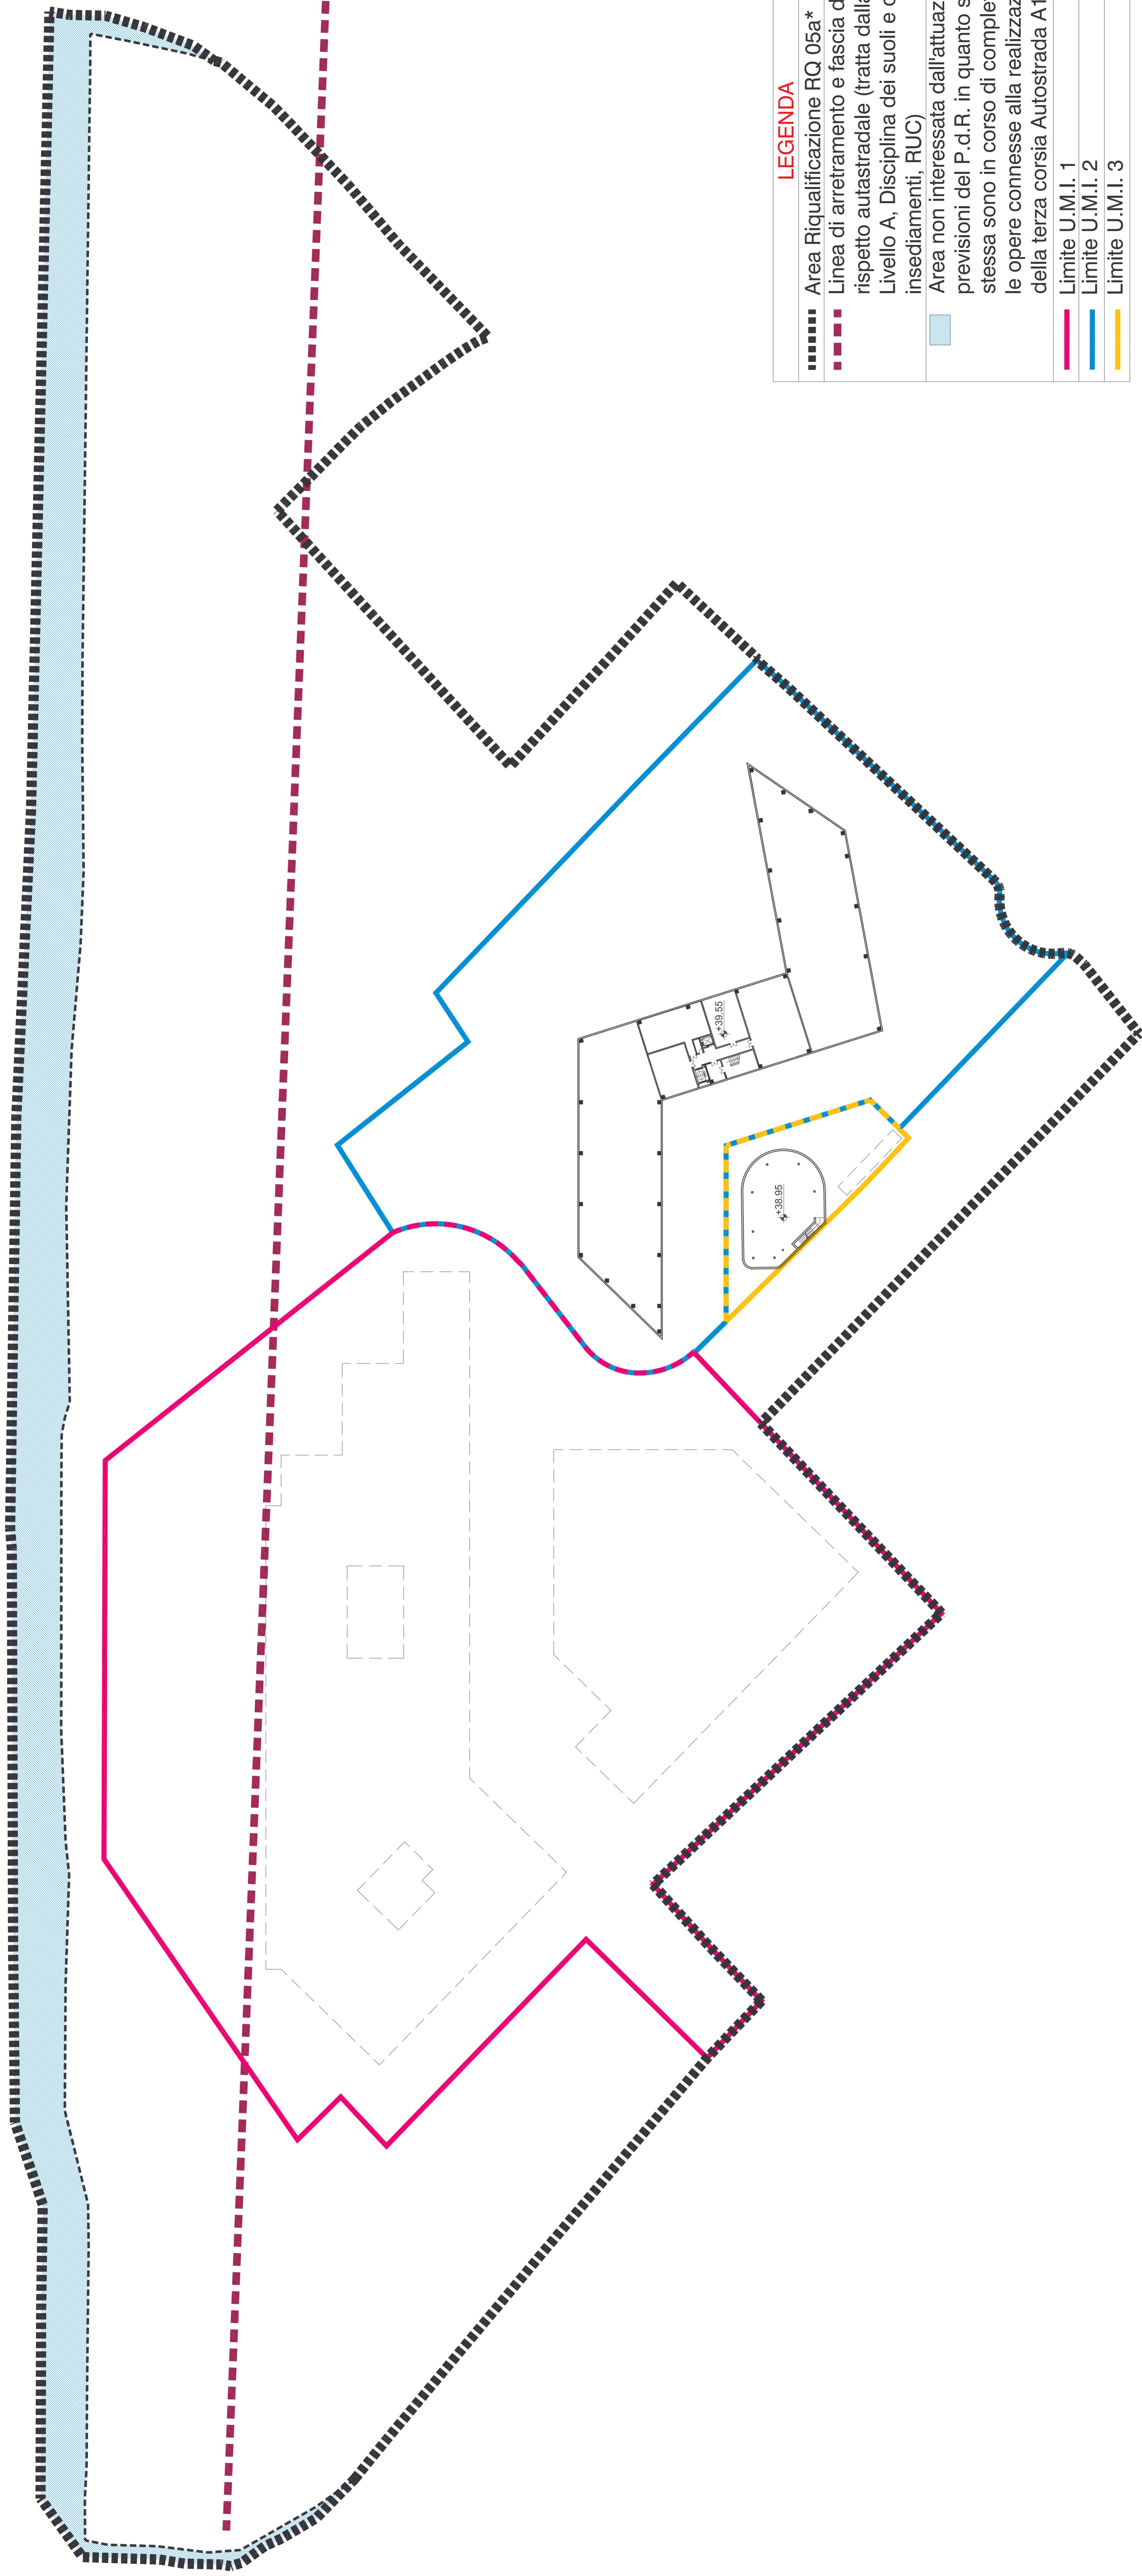 LEGENDA
Area Riqualificazione RQ 05a*
Linea di arretramento e fascia d
rispetto autastradale (tratta dalla
Livello A, Disciplina dei suoli e d
insediamenti, RUC)
Area non interessata dall'attuaz
previsioni del P.d.R. in quanto s
stessa sono in corso di complet
le opere connesse alla realizzaz
della terza corsia Autostrada A1
Limite U.M.I. 1
Limite U.M.I. 2
Limite U.M.I. 3
+39.55
+38.95